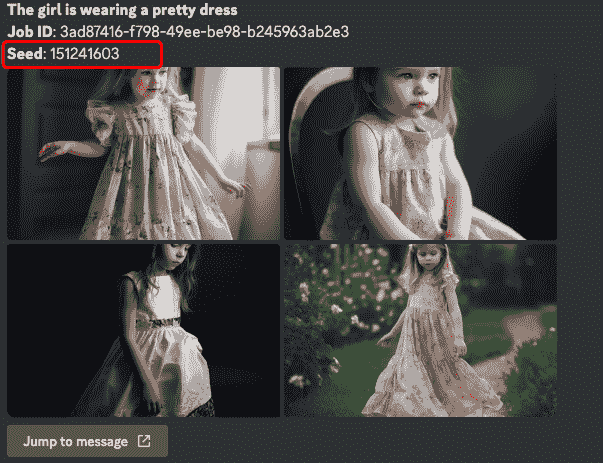 The girl is wearing a pretty dress
Job ID: 3ad87416-f798-49ee-be98-b245963ab2e3
Seed: 151241603
Jump to message